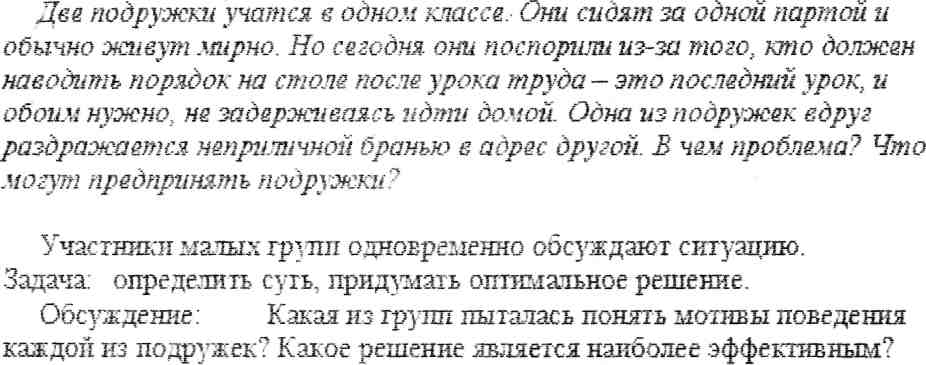 Две подружки учатся в одном классе. Они сидят за одной партой и
обычно живут мирно. Но сегодня они поспорили из-за того, кто должен
наводить порядок на столе после урока труда – это последний урок, и
обоим нужно, не задерживаясь идти домой. Одна из подружек вдруг
раздражается неприличной бранью в адрес другой. В чем проблема? Что
могут предпринять подружки?
Участники малых групп одновременно обсуждают ситуацию.
Задача: определить суть, придумать оптимальное решение.
Обсуждение: Какая из групп пыталась понять мотивы поведения
каждой из подружек? Какое решение является наиболее эффективным?